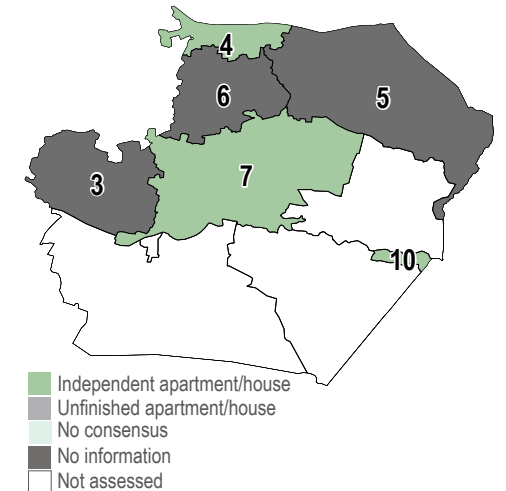 4
6
5
3
7
10
Independent apartment/house
Unfinished apartment/house
No consensus
No information
Not assessed